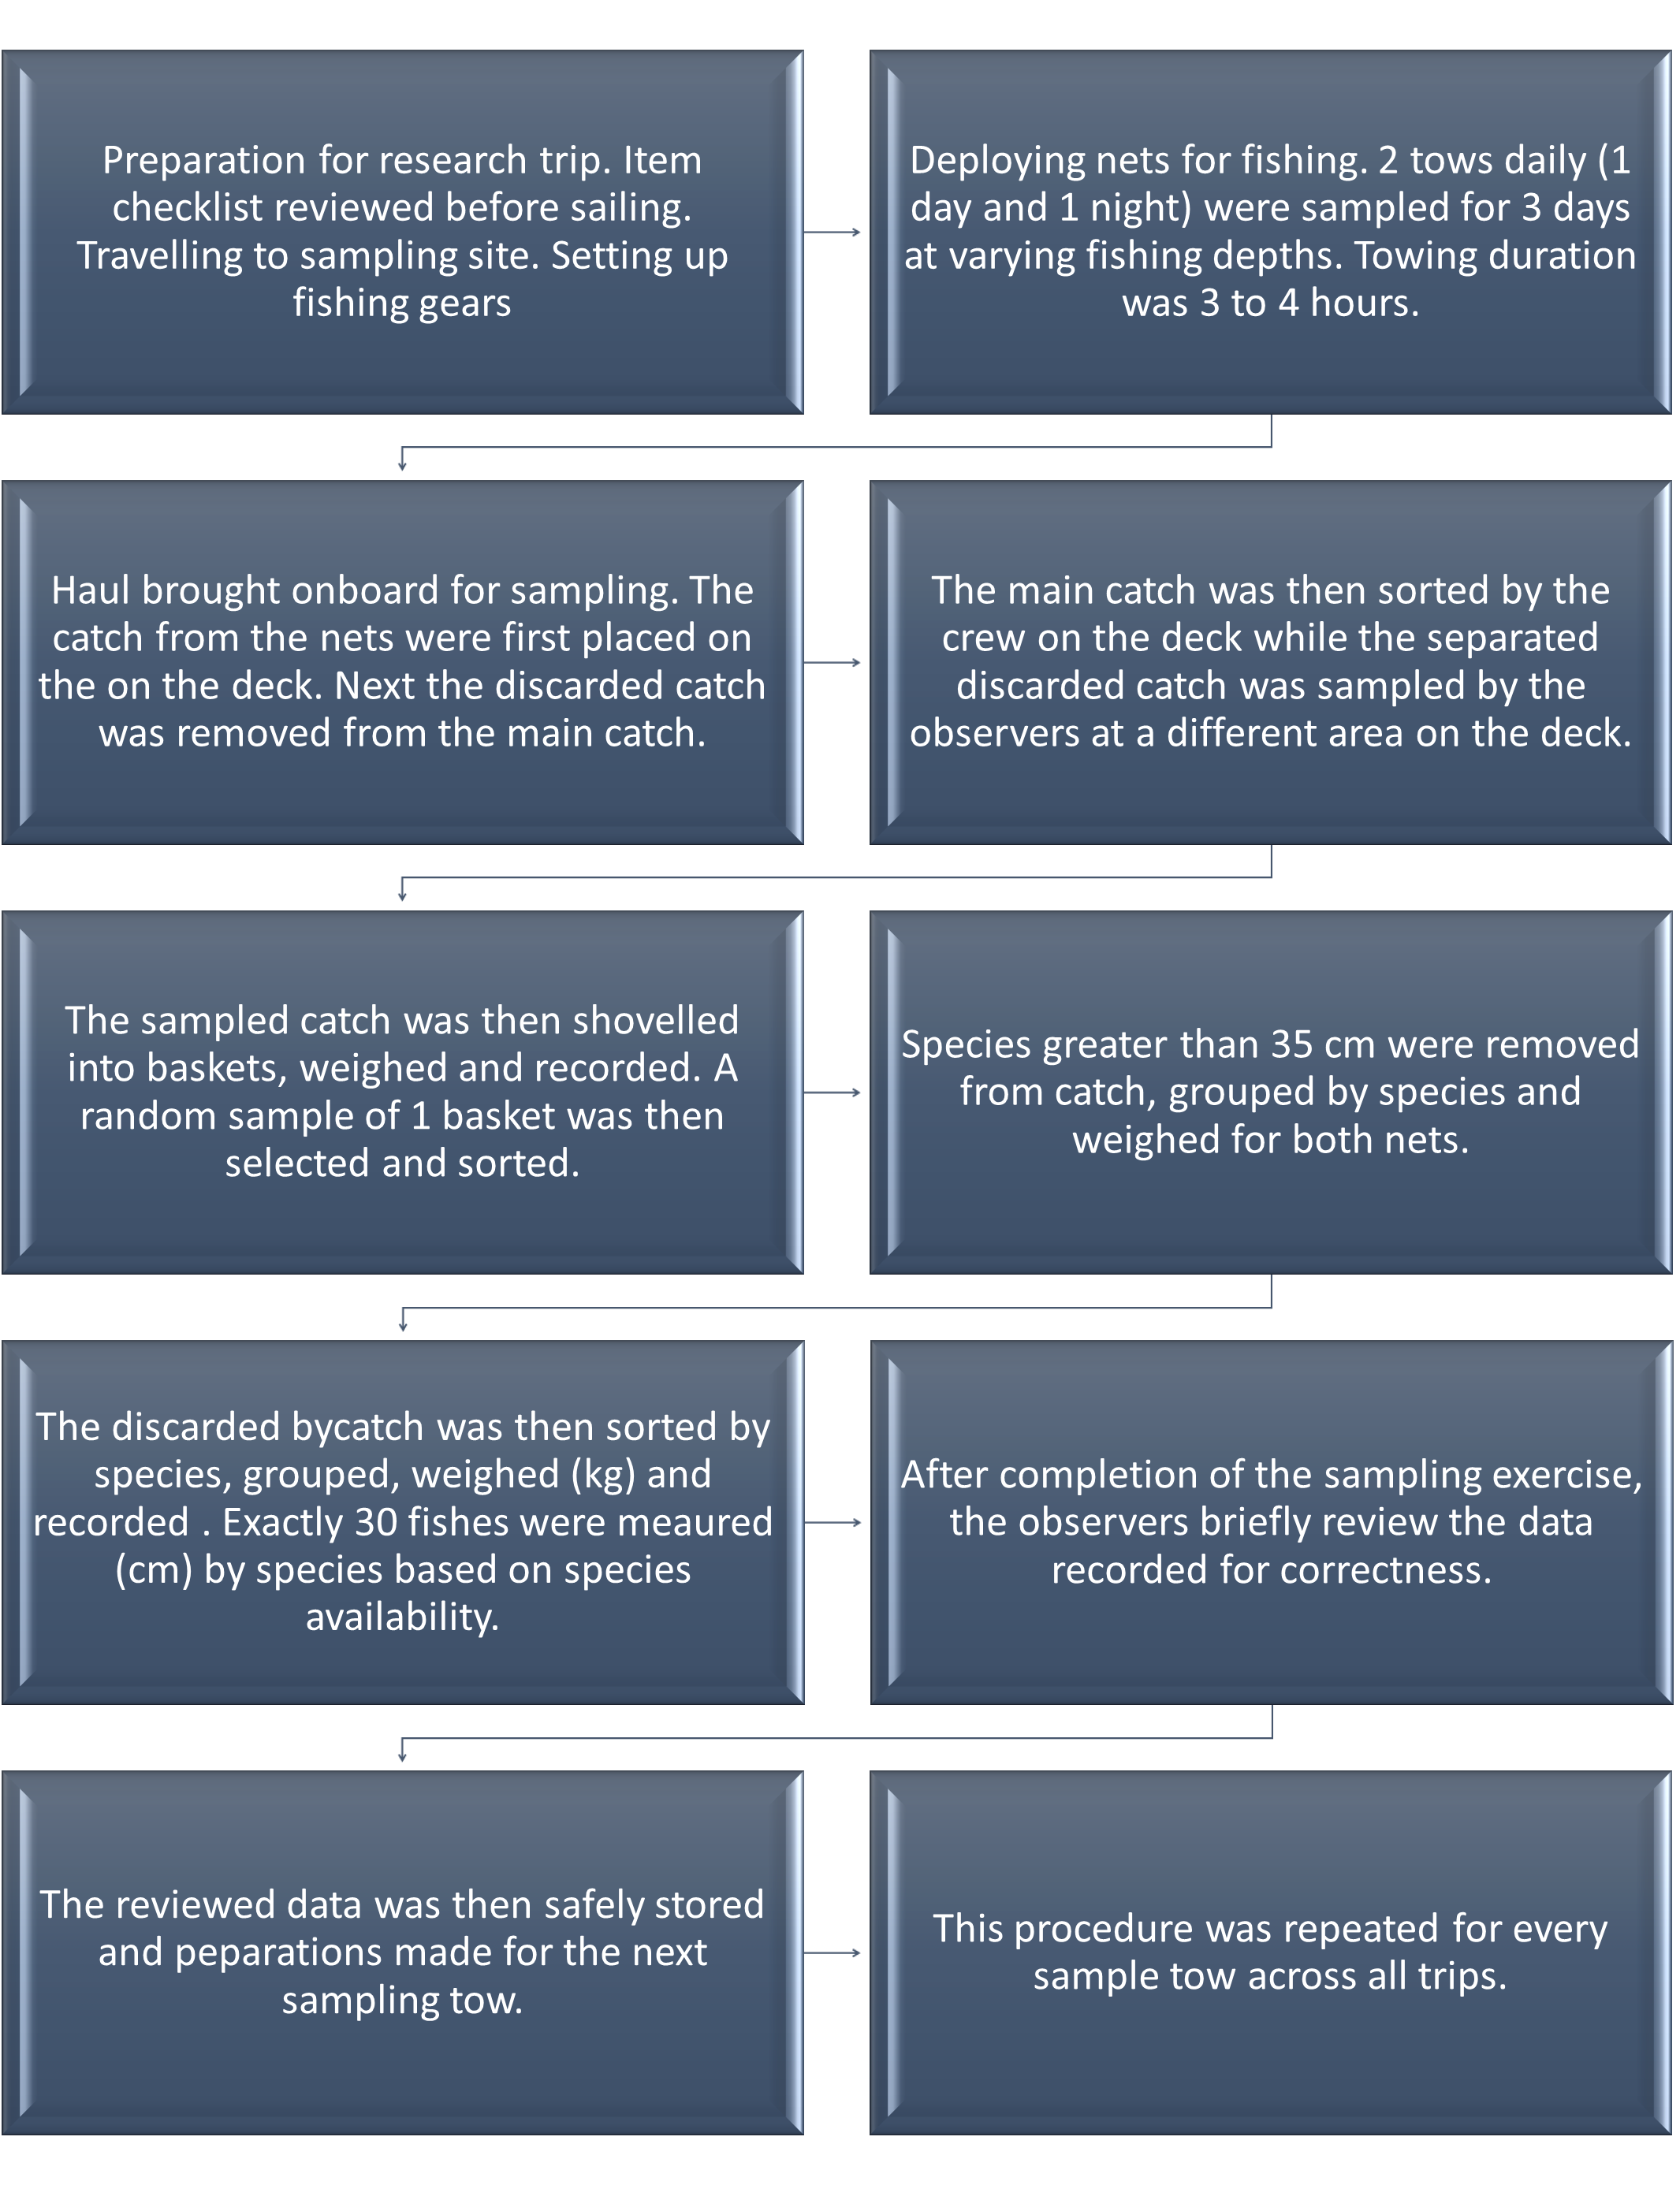 Preparation for research trip. Item
checklist reviewed before sailing.
Travelling to sampling site. Setting up
fishing gears
Deploying nets for fishing. 2 tows daily (1
day and 1 night) were sampled for 3 days
at varying fishing depths. Towing duration
was 3 to 4 hours.
Haul brought onboard for sampling. The
catch from the nets were first placed on
the on the deck. Next the discarded catch
was removed from the main catch.
The main catch was then sorted by the
crew on the deck while the separated
discarded catch was sampled by the
observers at a different area on the deck.
The sampled catch was then shovelled
into baskets, weighed and recorded. A
random sample of 1 basket was then
selected and sorted.
Species greater than 35 cm were removed
from catch, grouped by species and
weighed for both nets.
The discarded bycatch was then sorted by
species, grouped, weighed (kg) and
recorded . Exactly 30 fishes were meaured
(cm) by species based on species
availability.
After completion of the sampling exercise,
the observers briefly review the data
recorded for correctness.
The reviewed data was then safely stored
and peparations made for the next
sampling tow.
This procedure was repeated for every
sample tow across all trips.